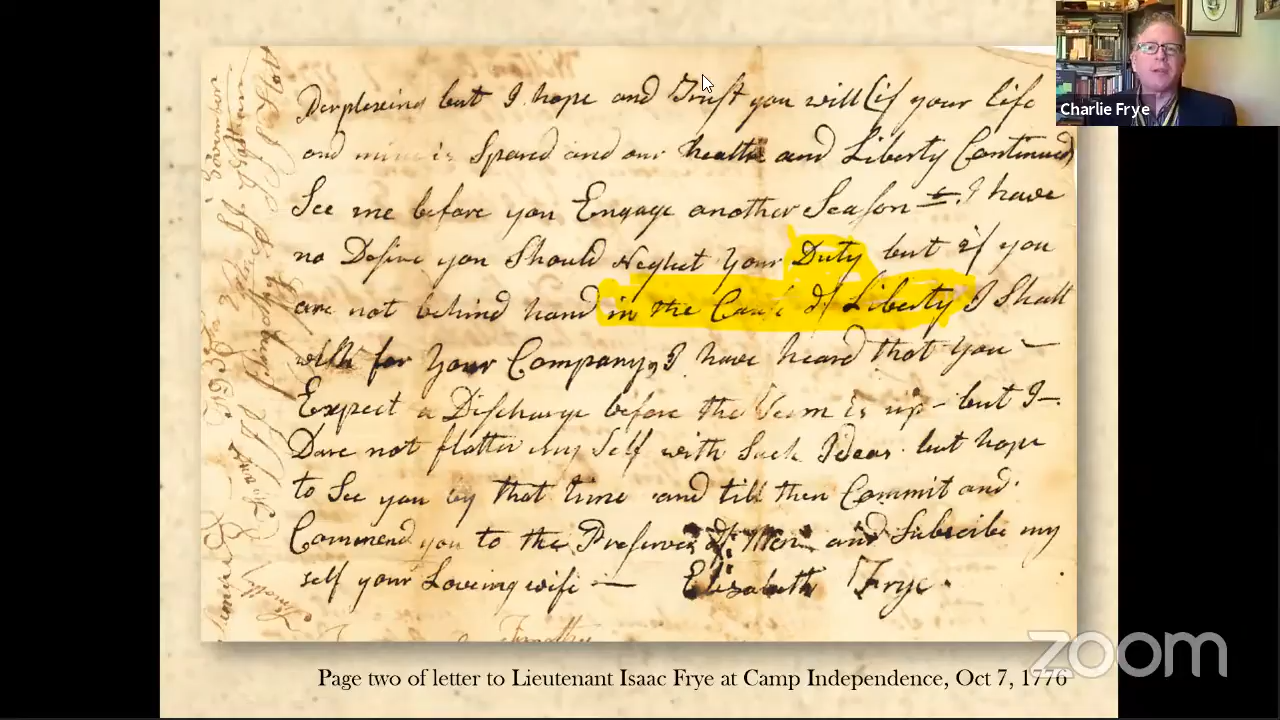 Perplexing but I hope and Trust you will (if your life
and mine is Spared and our health and Liberty Continued)
See me before you Engage another Season I have
no Desire you Should Neglect Your Duty but if you
are not behind hand in the Cause of Liberty I Shall
wish for Your Company, I have heard that You —
Expect a Discharge before the Term is up – but I –
Dare not flatter my Self with Such Ideas but hope
to See you by that time and till then Commit and
Commend you to the Preserver of Men and Subscribe my
self your Loveing wife — Elisabeth Frye.
Timothy
Charlie Frye
zoom
Page two of letter to Lieutenant Isaac Frye at Camp Independence, Oct 7, 1776